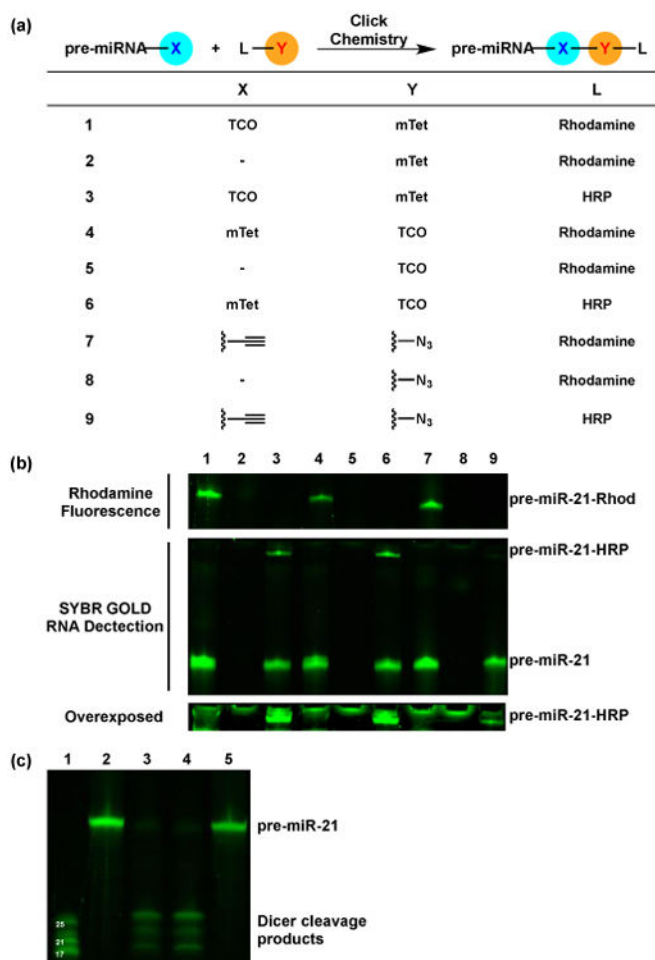 (a)
pre-miRNA X + L Y Click Chemistry pre-miRNA X Y L
X Y L
1 TCO mTet Rhodamine
2 - mTet Rhodamine
3 TCO mTet HRP
4 mTet TCO Rhodamine
5 - TCO Rhodamine
6 mTet TCO HRP
7 N₃ Rhodamine
8 - N₃ Rhodamine
9 N₃ HRP
(b)
1 2 3 4 5 6 7 8 9
Rhodamine
Fluorescence
pre-miR-21-Rhod
pre-miR-21-HRP
SYBR GOLD
RNA Dectection
pre-miR-21
Overexposed
pre-miR-21-HRP
(c)
1 2 3 4 5
pre-miR-21
25
21
17
Dicer cleavage
products